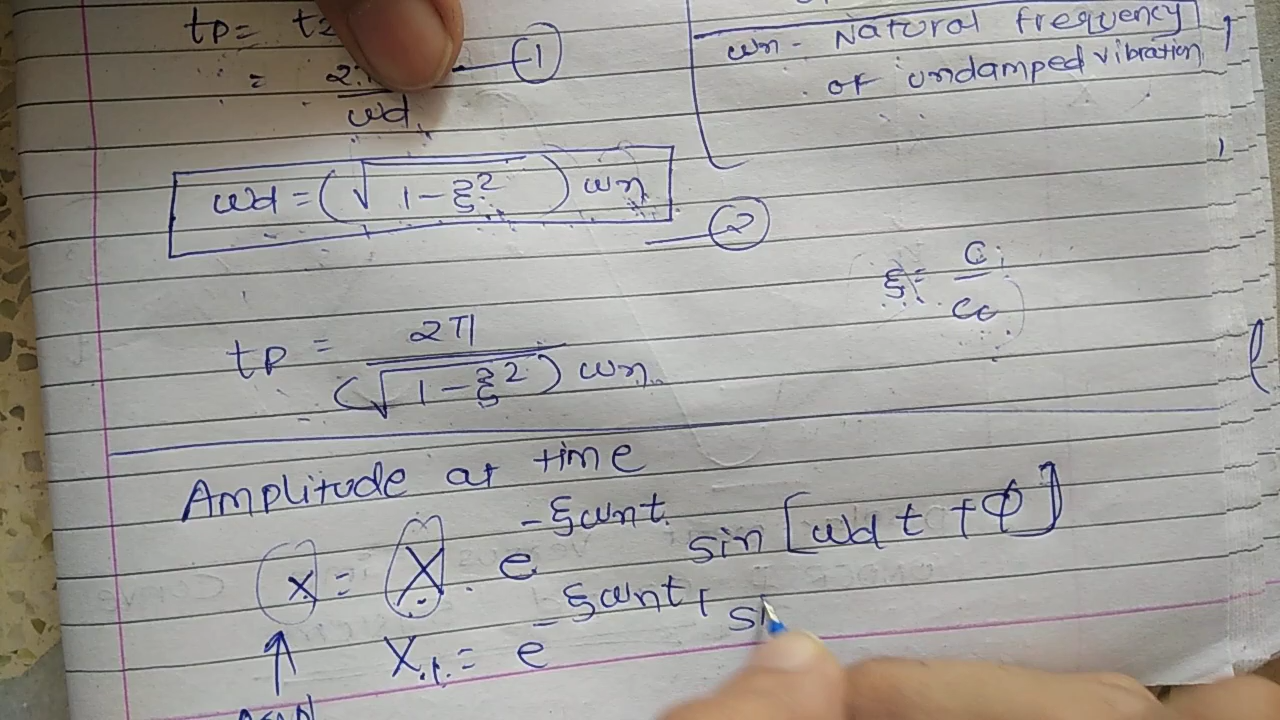 tp = t2
= 2
ωd
①
ωn - Natural frequency
of undamped vibration
ωd = (√1-ξ²) ωn
②
ξ = C
Cc
tp = 2π
(√1-ξ²) ωn
Amplitude at time
x = X. e^-ξωnt sin [ωd t + Φ]
X1 = e^-ξωnt1